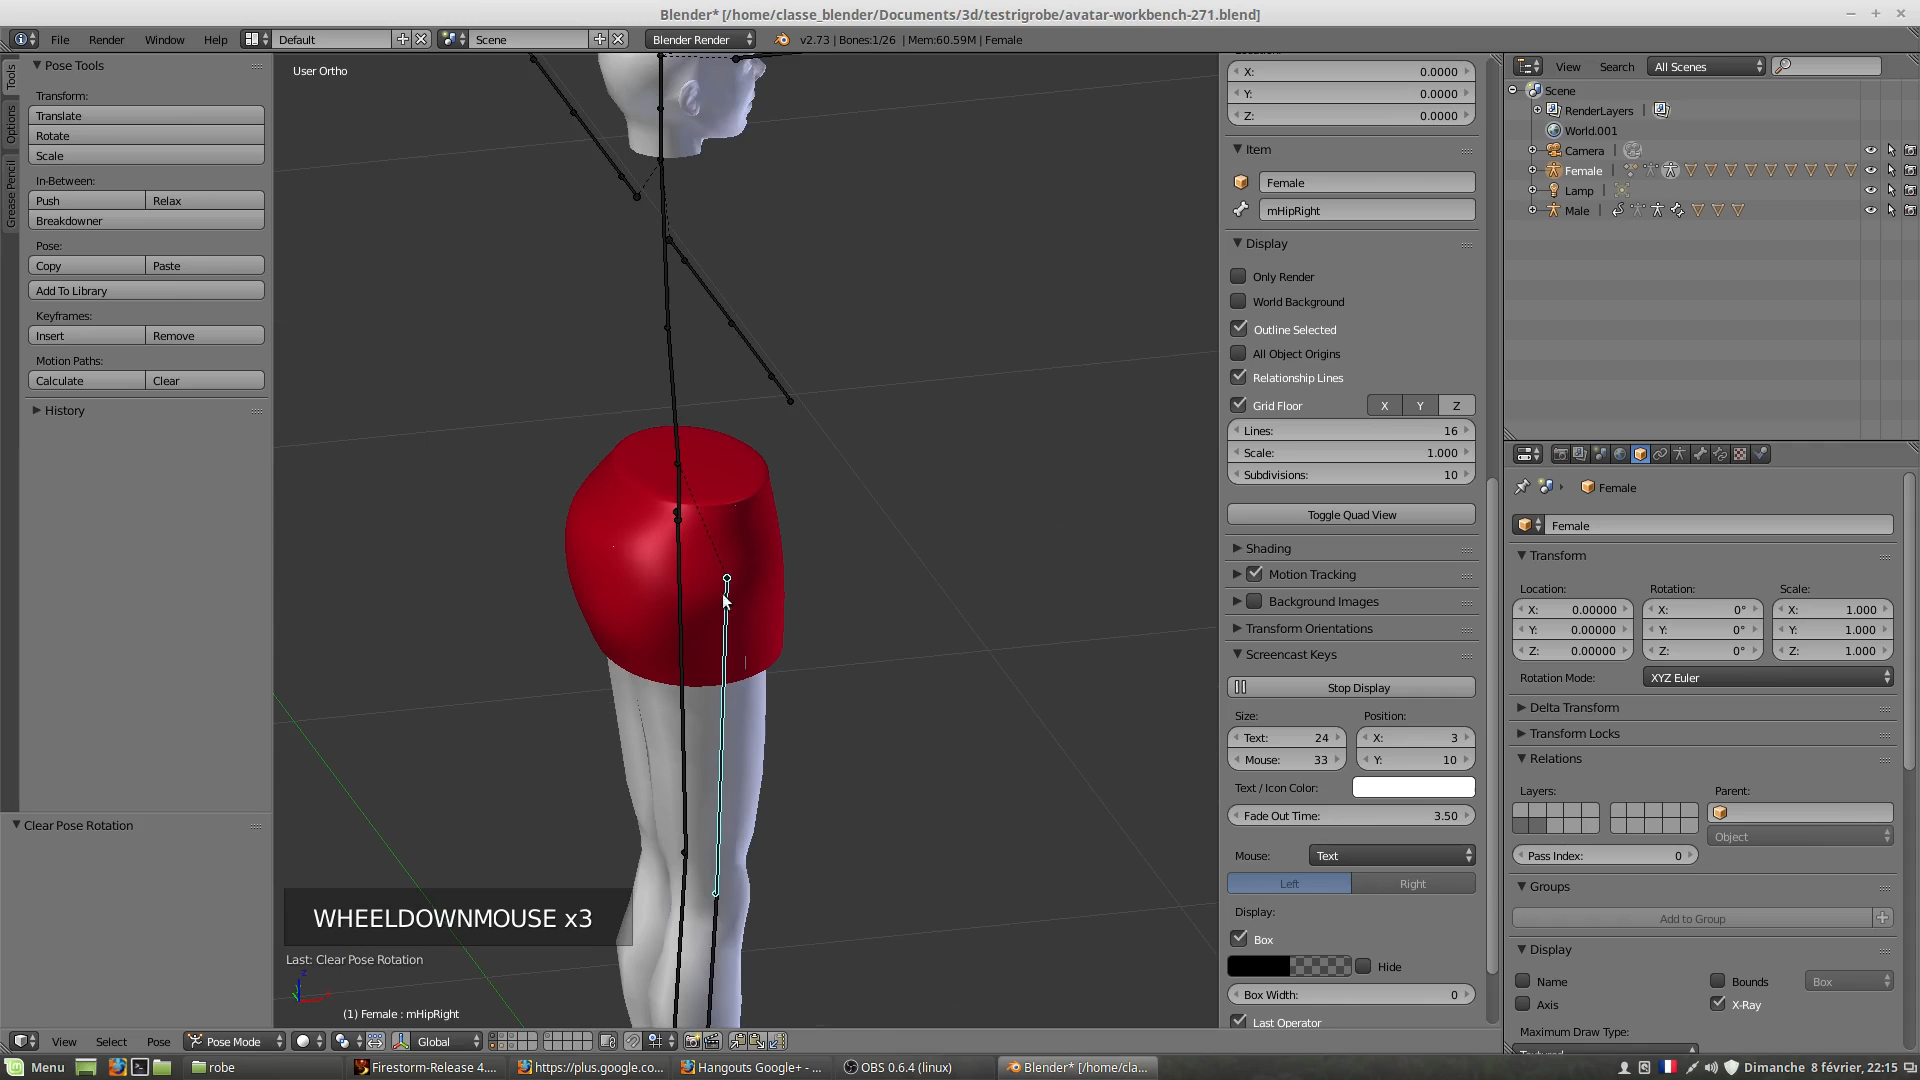 Blender* [/home/classe_blender/Documents/3d/testrigrobe/avatar-workbench-271.blend]
File Render Window Help Default Scene Blender Render v2.73 | Bones:1/26 | Mem:60.59M | Female
Tools
Options
Grease Pencil
Pose Tools
Transform:
Translate
Rotate
Scale
In-Between:
Push Relax
Breakdowner
Pose:
Copy Paste
Add To Library
Keyframes:
Insert Remove
Motion Paths:
Calculate Clear
History
Clear Pose Rotation
User Ortho
WHEELDOWNMOUSE x3
Last: Clear Pose Rotation
(1) Female : mHipRight
View Select Pose Pose Mode Global
X: 0.0000
Y: 0.0000
Z: 0.0000
Item
Female
mHipRight
Display
Only Render
World Background
Outline Selected
All Object Origins
Relationship Lines
Grid Floor X Y Z
Lines: 16
Scale: 1.000
Subdivisions: 10
Toggle Quad View
Shading
Motion Tracking
Background Images
Transform Orientations
Screencast Keys
Stop Display
Size: Position:
Text: 24 X: 3
Mouse: 33 Y: 10
Text / Icon Color:
Fade Out Time: 3.50
Mouse: Text
Left Right
Display:
Box
Hide
Box Width: 0
Last Operator
View Search All Scenes
Scene
RenderLayers |
World.001
Camera |
Female |
Lamp |
Male |
Female
Female
Transform
Location: Rotation: Scale:
X: 0.00000 X: 0° X: 1.000
Y: 0.00000 Y: 0° Y: 1.000
Z: 0.00000 Z: 0° Z: 1.000
Rotation Mode: XYZ Euler
Delta Transform
Transform Locks
Relations
Layers: Parent:
Object
Pass Index: 0
Groups
Add to Group
Display
Name Bounds Box
Axis X-Ray
Maximum Draw Type:
Menu robe Firestorm-Release 4.... https://plus.google.co... Hangouts Google+ - ... OBS 0.6.4 (linux) Blender* [/home/cla... Dimanche 8 février, 22:15